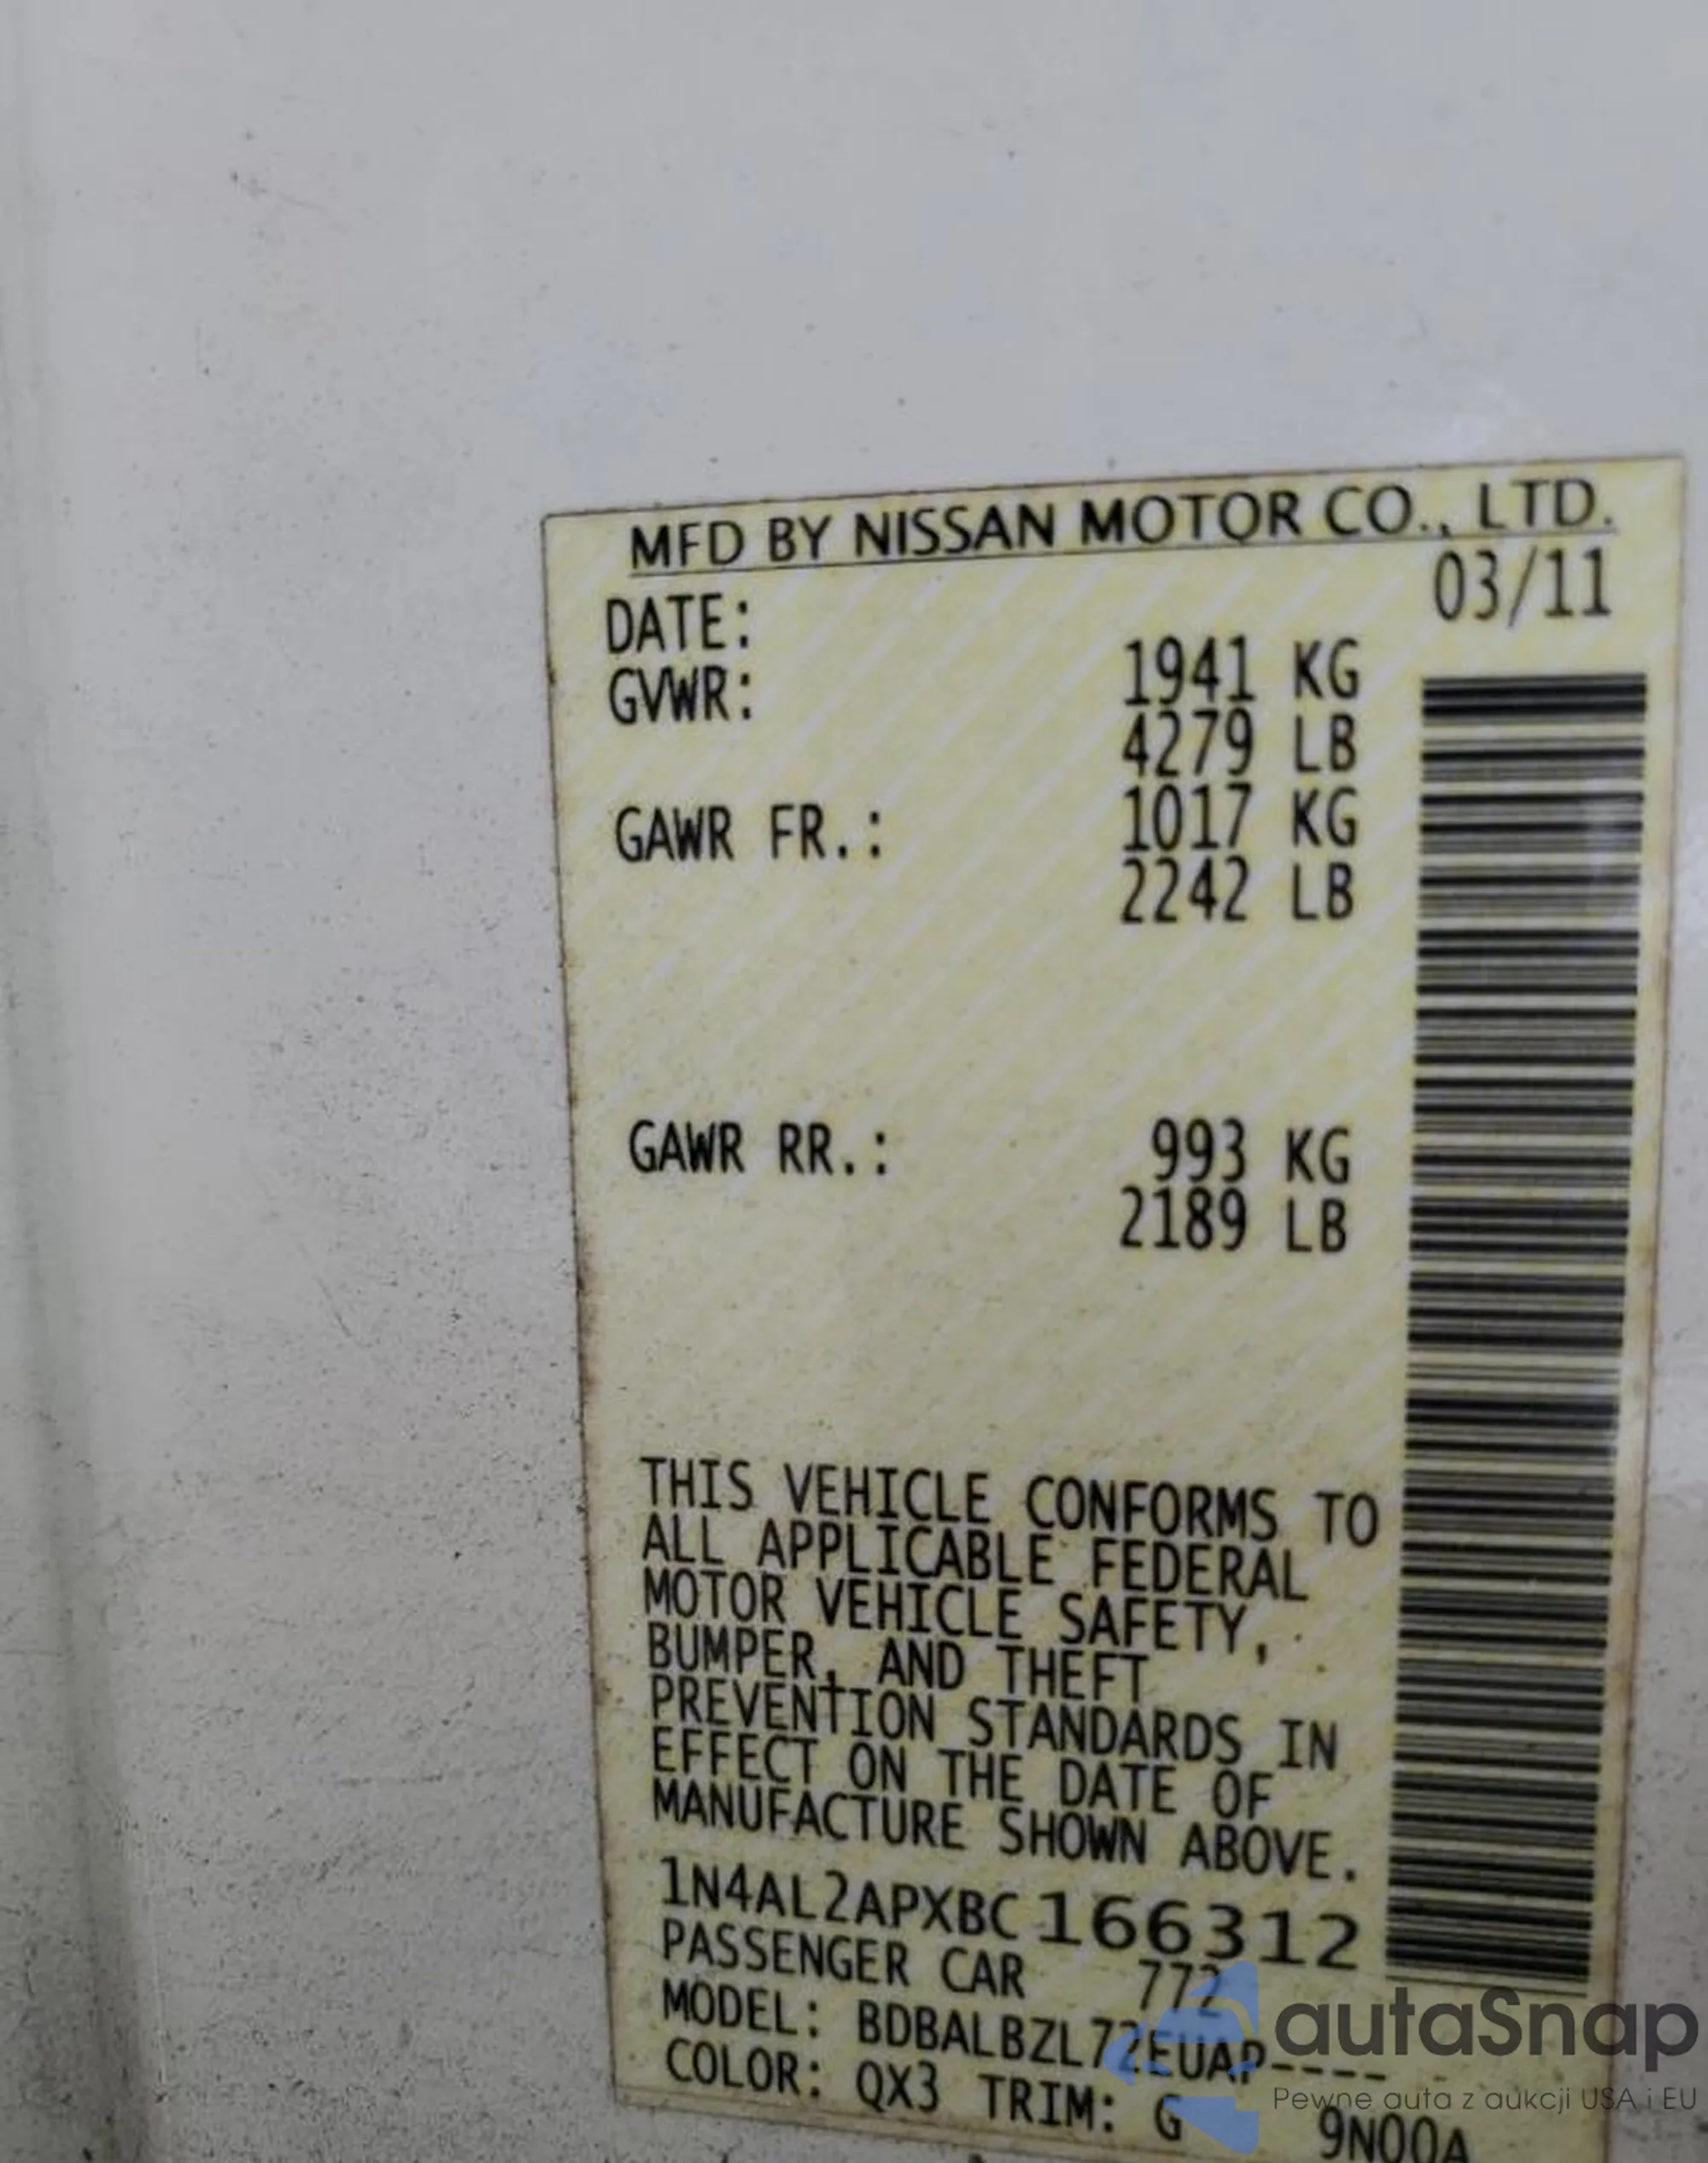 MFD BY NISSAN MOTOR CO., LTD.
DATE: 03/11
GVWR: 1941 KG
4279 LB
GAWR FR.: 1017 KG
2242 LB
GAWR RR.: 993 KG
2189 LB
THIS VEHICLE CONFORMS TO
ALL APPLICABLE FEDERAL
MOTOR VEHICLE SAFETY,
BUMPER, AND THEFT
PREVENTION STANDARDS IN
EFFECT ON THE DATE OF
MANUFACTURE SHOWN ABOVE.
1N4AL2APXBC166312
PASSENGER CAR 772
MODEL: BDBALBZL72EUAP----
COLOR: QX3 TRIM: G 9N00A
autaSnap
Pewne auta z aukcji USA i EU